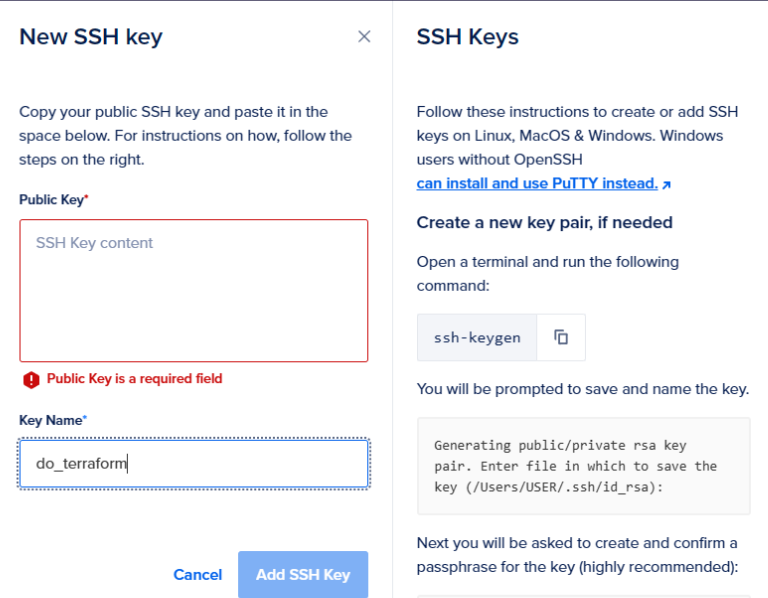 New SSH key
Copy your public SSH key and paste it in the
space below. For instructions on how, follow the
steps on the right.
Public Key*
SSH Key content
Public Key is a required field
Key Name*
do_terraform
Cancel
Add SSH Key
SSH Keys
Follow these instructions to create or add SSH
keys on Linux, MacOS & Windows. Windows
users without OpenSSH
can install and use PuTTY instead.
Create a new key pair, if needed
Open a terminal and run the following
command:
ssh-keygen
You will be prompted to save and name the key.
Generating public/private rsa key
pair. Enter file in which to save the
key (/Users/USER/.ssh/id_rsa):
Next you will be asked to create and confirm a
passphrase for the key (highly recommended):